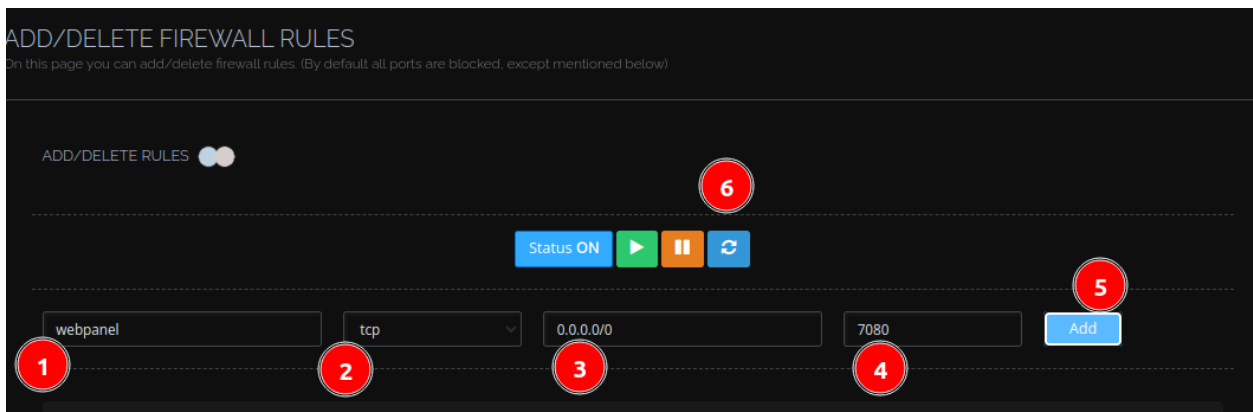 ADD/DELETE FIREWALL RULES
On this page you can add/delete firewall rules. (By default all ports are blocked, except mentioned below)
ADD/DELETE RULES
6
Status ON
5
webpanel tcp 0.0.0.0/0 7080 Add
1 2 3 4